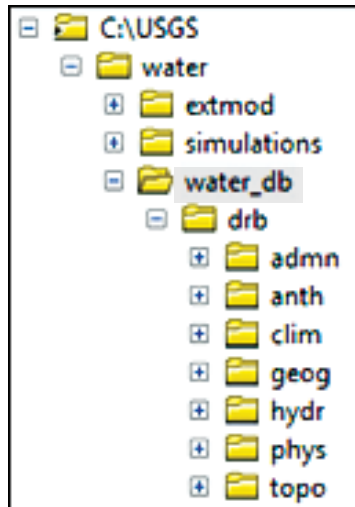 C:\USGS
water
extmod
simulations
water_db
drb
admn
anth
clim
geog
hydr
phys
topo